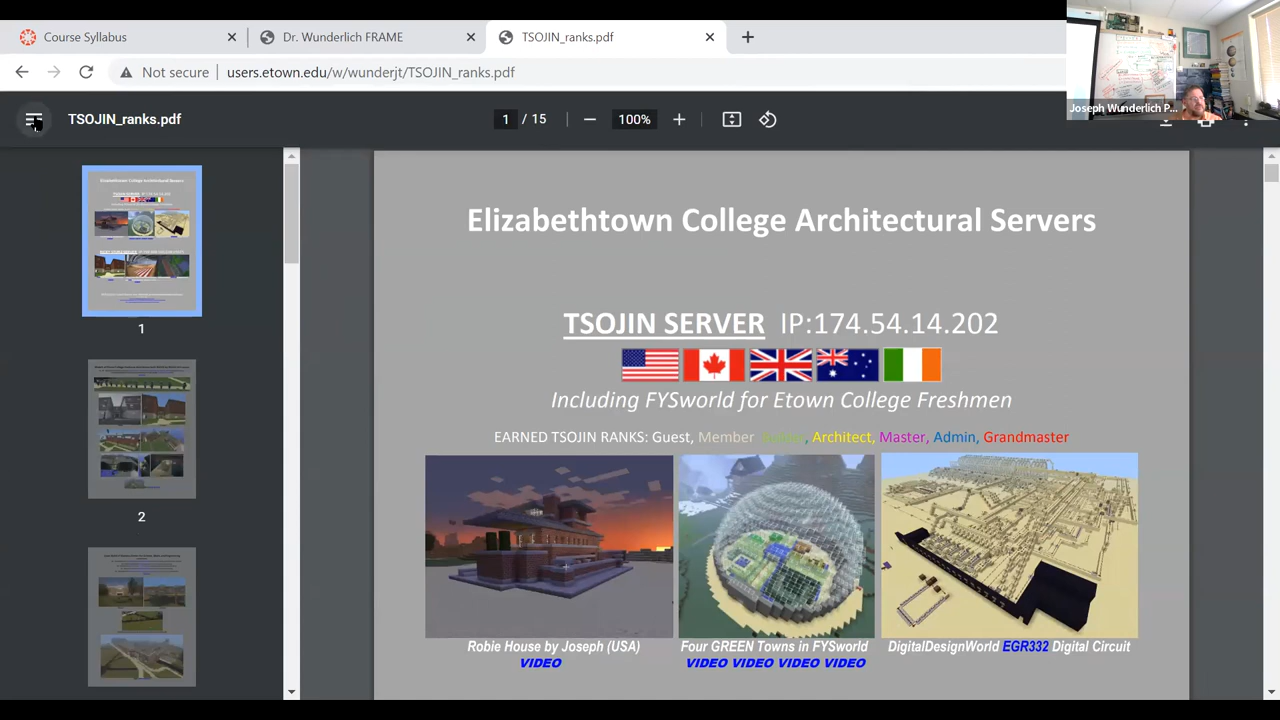 Course Syllabus
Dr. Wunderlich FRAME
TSOJIN_ranks.pdf
Not secure
users.etown.edu/w/wunderjt/TSOJIN_ranks.pdf
Joseph Wunderlich P...
TSOJIN_ranks.pdf
1 / 15
100%
Elizabethtown College Architectural Servers
TSOJIN SERVER IP:174.54.14.202
Including FYSworld for Etown College Freshmen
EARNED TSOJIN RANKS: Guest, Member, Architect, Master, Admin, Grandmaster
Robie House by Joseph (USA)
VIDEO
Four GREEN Towns in FYSworld
VIDEO VIDEO VIDEO VIDEO
DigitalDesignWorld EGR332 Digital Circuit
1
2